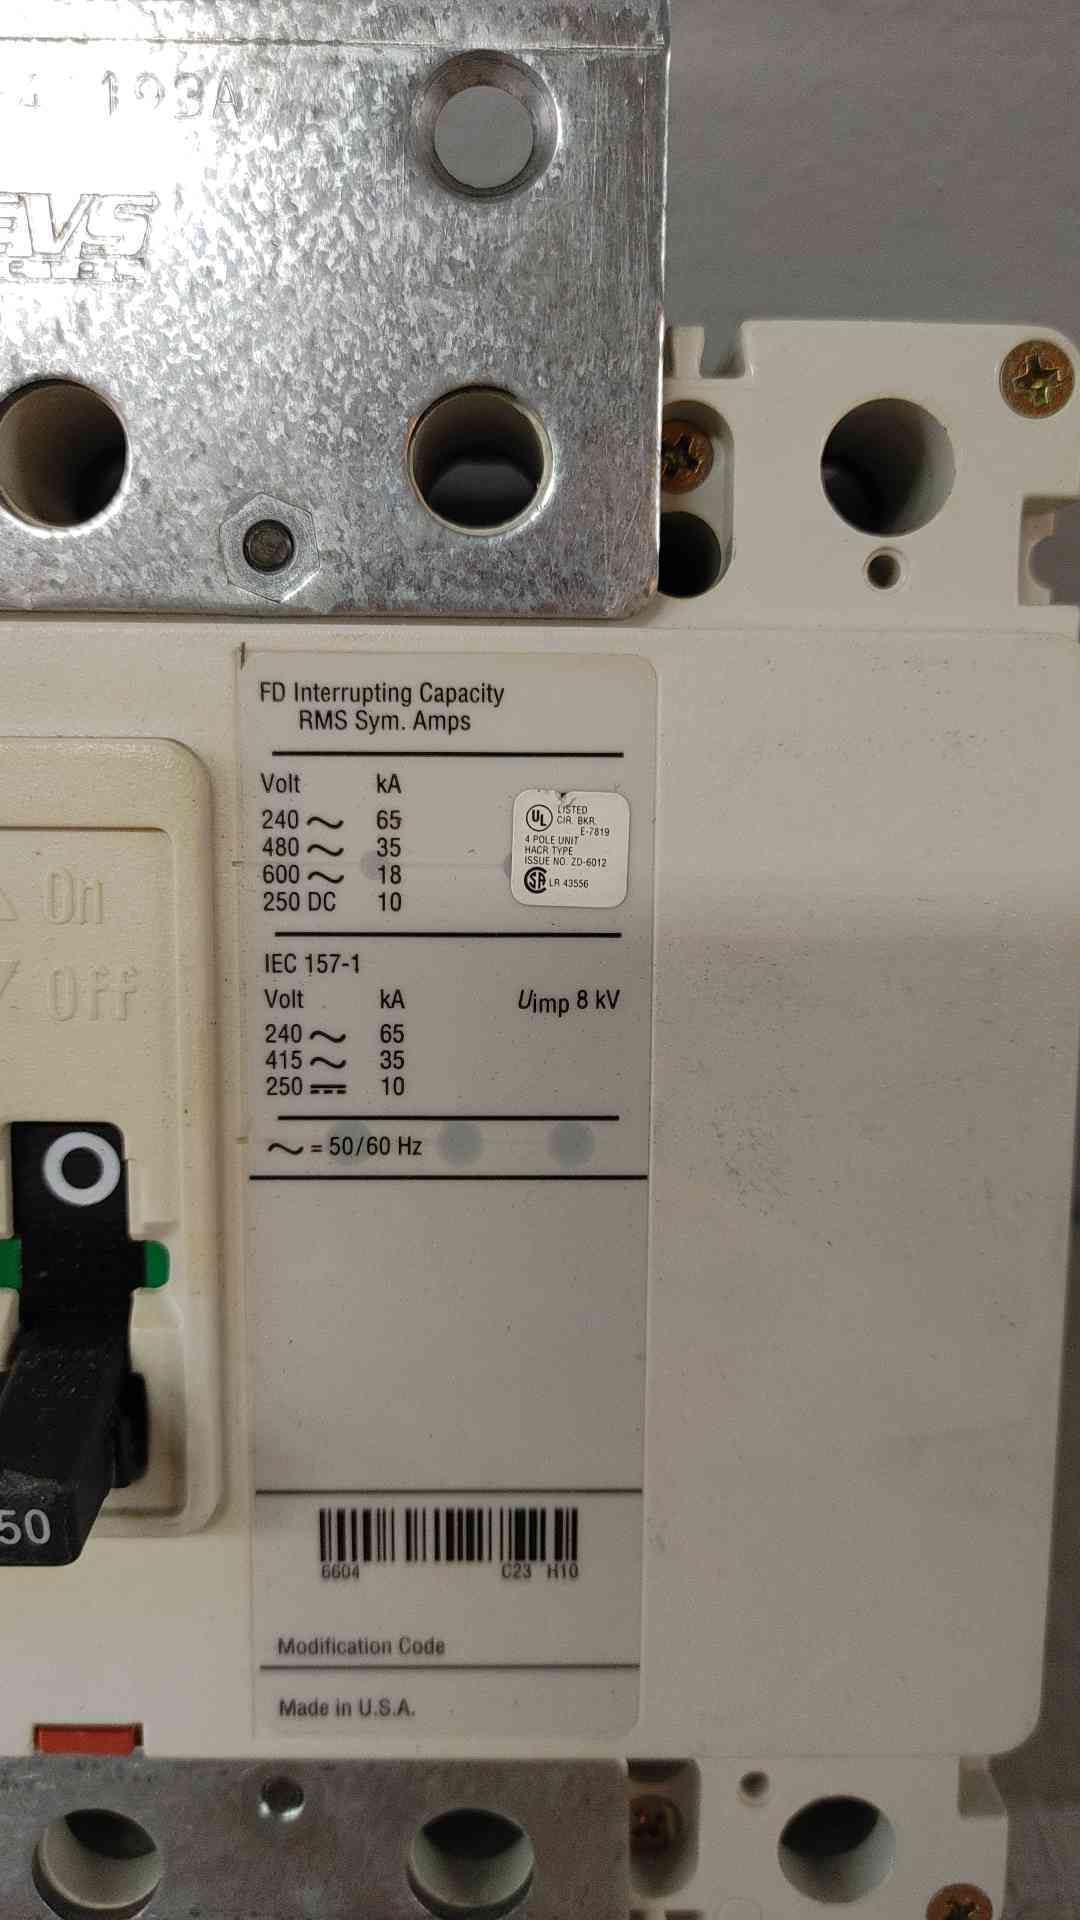 193A
FD Interrupting Capacity
RMS Sym. Amps
Volt kA
240 ~ 65
480 ~ 35
600 ~ 18
250 DC 10
UL LISTED
CIR. BKR.
E-7819
4 POLE UNIT
HACR TYPE
ISSUE NO. ZD-6012
SA LR 43556
IEC 157-1
Volt kA Uimp 8 kV
240 ~ 65
415 ~ 35
250 ⎓ 10
~ = 50/60 Hz
On
Off
50
6604 C23 H10
Modification Code
Made in U.S.A.